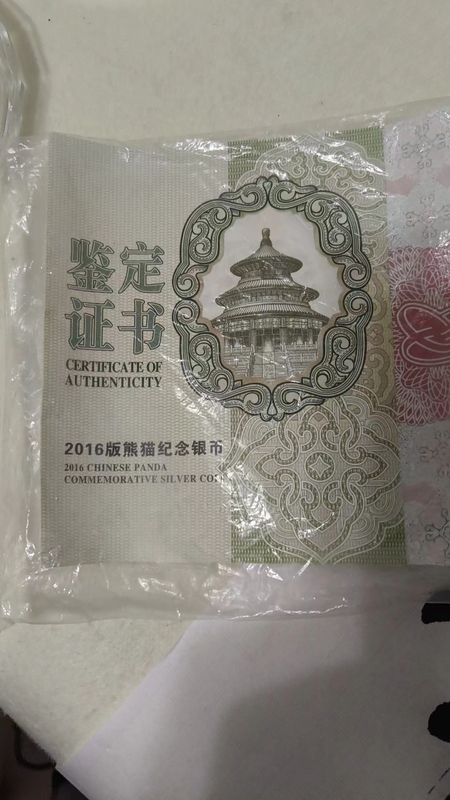 鉴定
证书
CERTIFICATE OF
AUTHENTICITY
2016版熊猫纪念银币
2016 CHINESE PANDA
COMMEMORATIVE SILVER